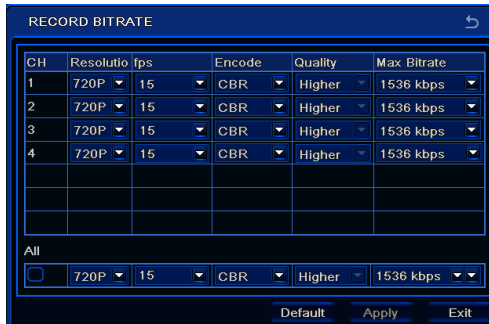 RECORD BITRATE
CH Resolutio fps Encode Quality Max Bitrate
1 720P 15 CBR Higher 1536 kbps
2 720P 15 CBR Higher 1536 kbps
3 720P 15 CBR Higher 1536 kbps
4 720P 15 CBR Higher 1536 kbps
All
720P 15 CBR Higher 1536 kbps
Default Apply Exit